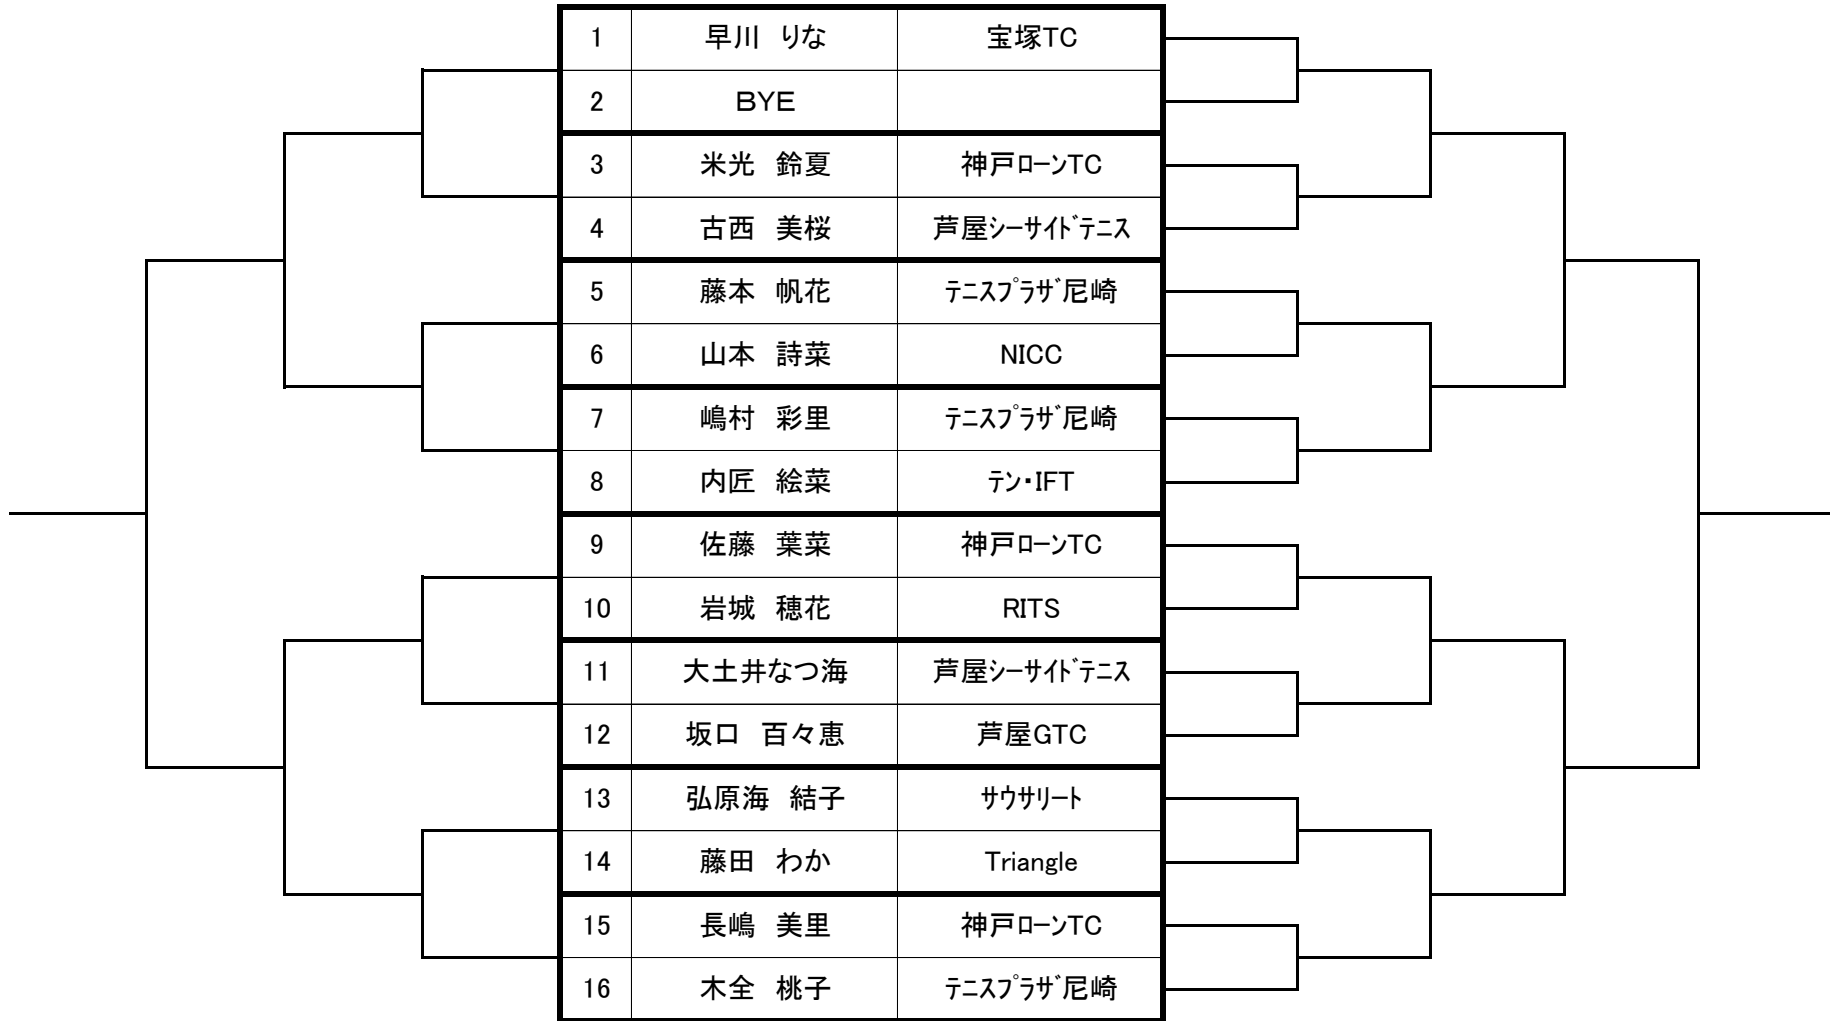 1 早川　りな 宝塚TC
2 ＢＹＥ
3 米光　鈴夏 神戸ﾛｰﾝTC
4 古西　美桜 芦屋ｼｰｻｲﾄﾞﾃﾆｽ
5 藤本　帆花 ﾃﾆｽﾌﾟﾗｻﾞ尼崎
6 山本　詩菜 NICC
7 嶋村　彩里 ﾃﾆｽﾌﾟﾗｻﾞ尼崎
8 内匠　絵菜 ﾃﾝ・IFT
9 佐藤　葉菜 神戸ﾛｰﾝTC
10 岩城　穂花 RITS
11 大土井なつ海 芦屋ｼｰｻｲﾄﾞﾃﾆｽ
12 坂口　百々恵 芦屋GTC
13 弘原海　結子 ｻｳｻﾘｰﾄ
14 藤田　わか Triangle
15 長嶋　美里 神戸ﾛｰﾝTC
16 木全　桃子 ﾃﾆｽﾌﾟﾗｻﾞ尼崎